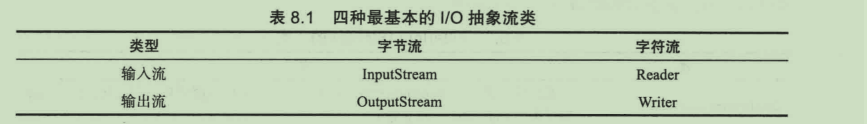 表 8.1 四种最基本的 I/O 抽象流类
类型 字节流 字符流
输入流 InputStream Reader
输出流 OutputStream Writer